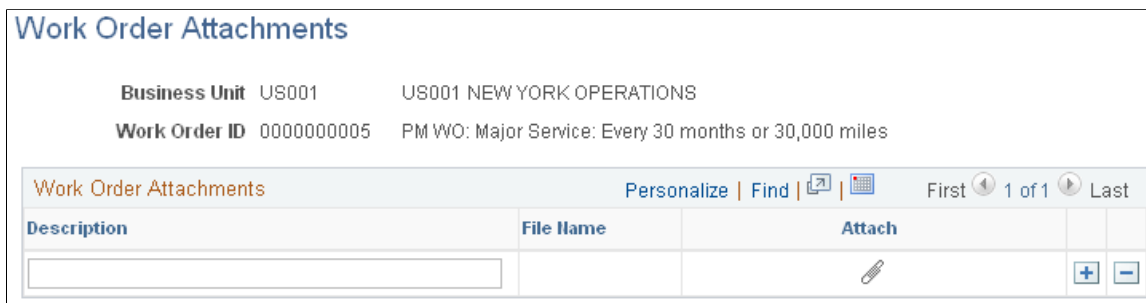 Work Order Attachments
Business Unit US001 US001 NEW YORK OPERATIONS
Work Order ID 0000000005 PM WO: Major Service: Every 30 months or 30,000 miles
Work Order Attachments Personalize | Find | | First 1 of 1 Last
Description File Name Attach